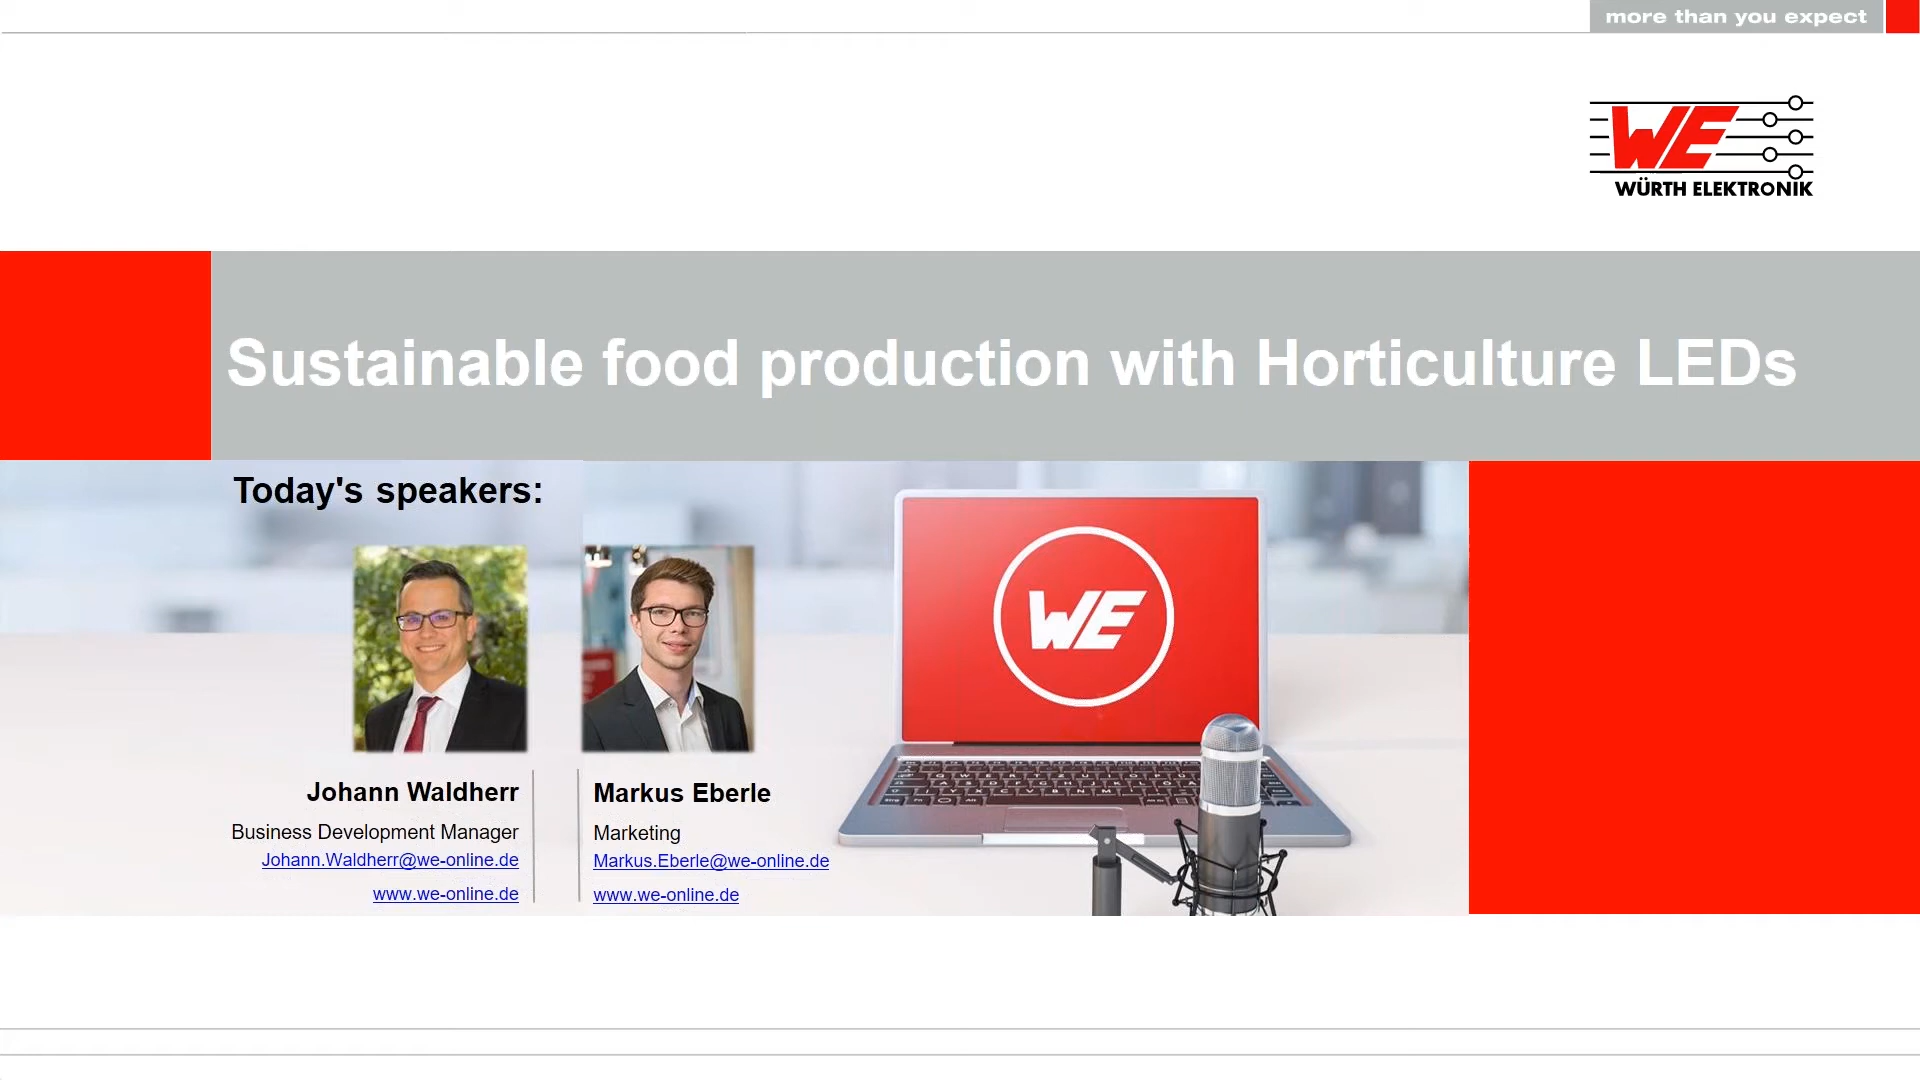 more than you expect
WE
WÜRTH ELEKTRONIK
Sustainable food production with Horticulture LEDs
Today's speakers:
WE
Johann Waldherr
Business Development Manager
Johann.Waldherr@we-online.de
www.we-online.de
Markus Eberle
Marketing
Markus.Eberle@we-online.de
www.we-online.de